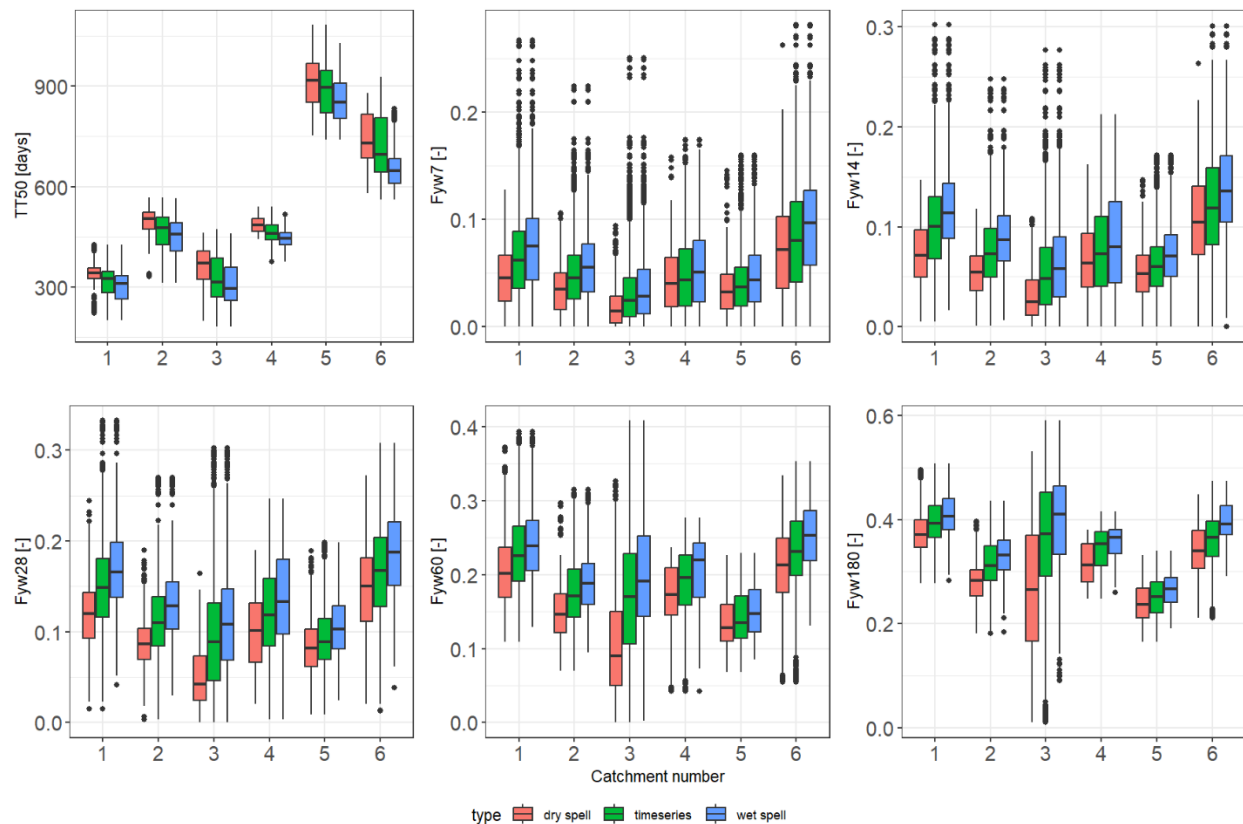 TT50 [days]
900
600
300
1 2 3 4 5 6
Fyw7 [-]
0.2
0.1
0.0
1 2 3 4 5 6
Fyw14 [-]
0.3
0.2
0.1
0.0
1 2 3 4 5 6
Fyw28 [-]
0.3
0.2
0.1
0.0
1 2 3 4 5 6
Fyw60 [-]
0.4
0.3
0.2
0.1
0.0
1 2 3 4 5 6
Fyw180 [-]
0.6
0.4
0.2
0.0
1 2 3 4 5 6
Catchment number
type dry spell timeseries wet spell